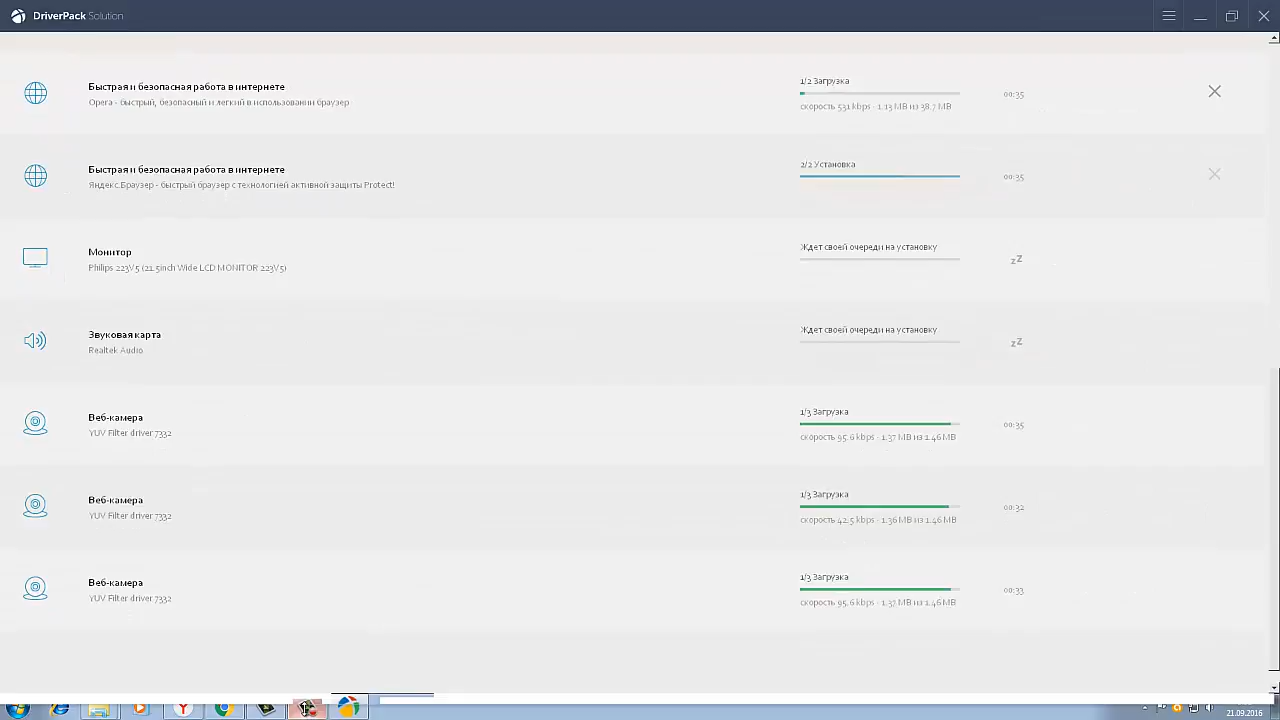 DriverPack Solution
Быстрая и безопасная работа в интернете
Opera - быстрый, безопасный и легкий в использовании браузер
1/2 Загрузка
скорость 531 kbps - 1.13 MB из 38.7 MB
00:35
Быстрая и безопасная работа в интернете
Яндекс.Браузер - быстрый браузер с технологией активной защиты Protect!
2/2 Установка
00:35
Монитор
Philips 223V5 (21.5inch Wide LCD MONITOR 223V5)
Ждет своей очереди на установку
zZ
Звуковая карта
Realtek Audio
Ждет своей очереди на установку
zZ
Веб-камера
YUV Filter driver 7332
1/3 Загрузка
скорость 95.6 kbps - 1.37 MB из 1.46 MB
00:35
Веб-камера
YUV Filter driver 7332
1/3 Загрузка
скорость 42.5 kbps - 1.36 MB из 1.46 MB
00:32
Веб-камера
YUV Filter driver 7332
1/3 Загрузка
скорость 95.6 kbps - 1.37 MB из 1.46 MB
00:33
21.09.2016